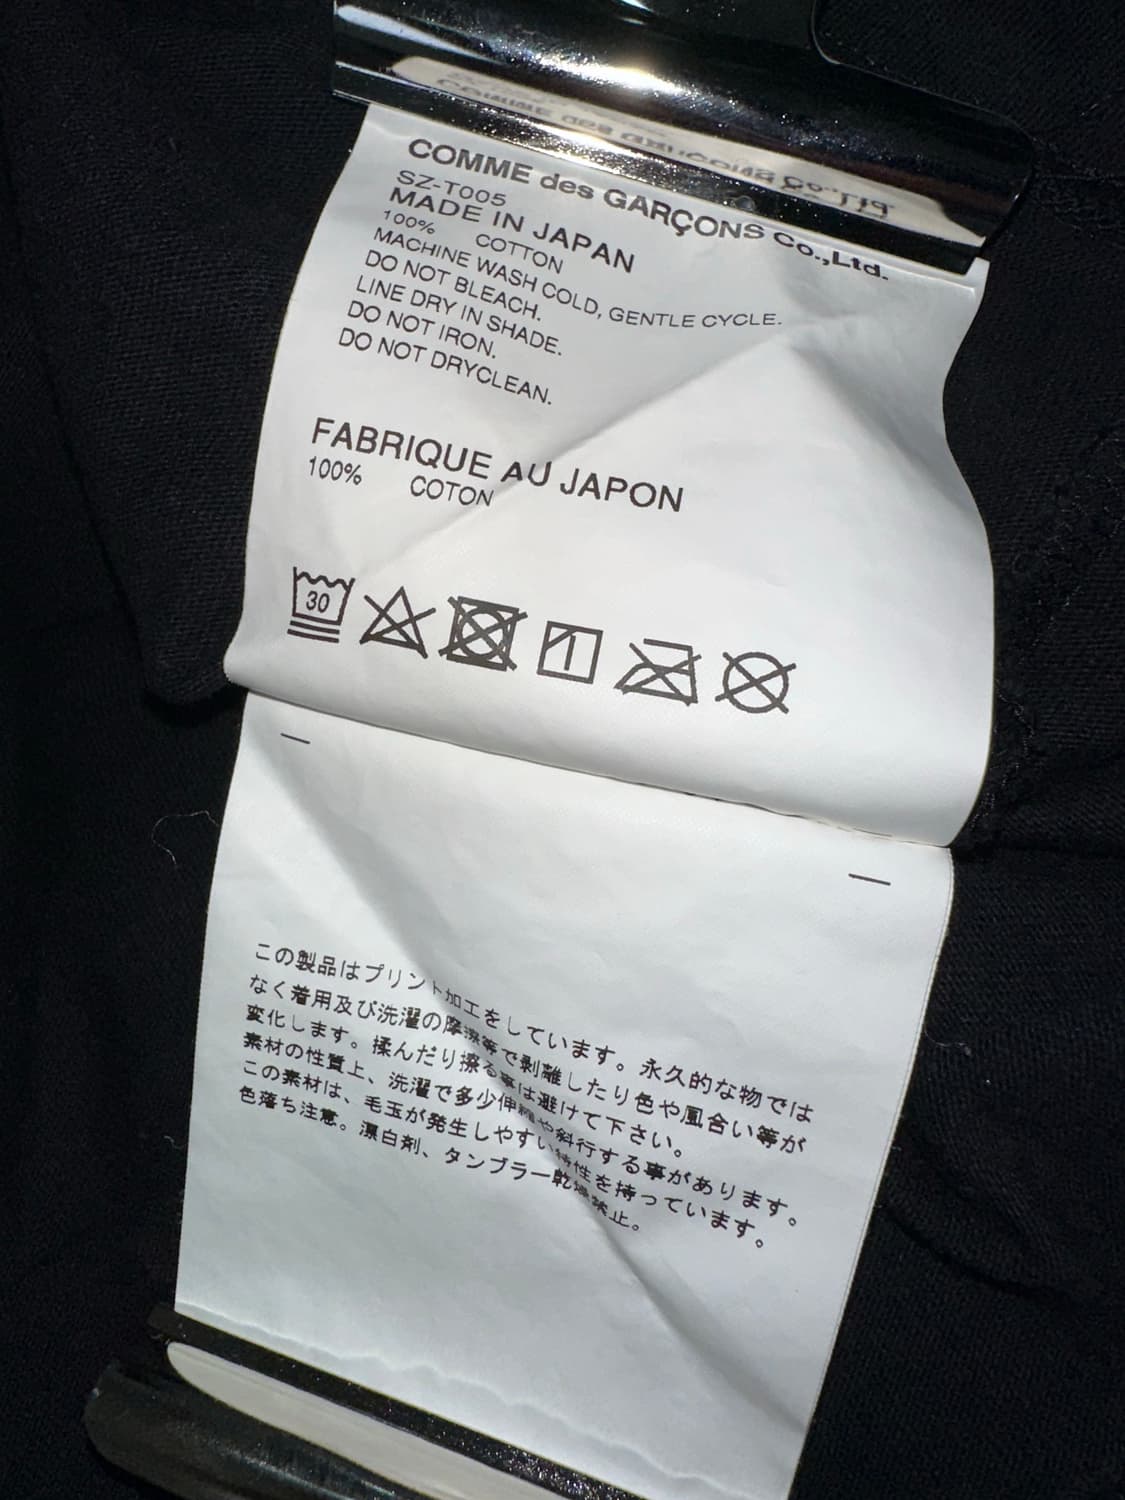 COMME des GARÇONS Co.,Ltd.
SZ-T005
MADE IN JAPAN
100% COTTON
MACHINE WASH COLD, GENTLE CYCLE.
DO NOT BLEACH.
LINE DRY IN SHADE.
DO NOT IRON.
DO NOT DRYCLEAN.
FABRIQUE AU JAPON
100% COTON
30
この製品はプリント加工をしています。永久的な物では
なく着用及び洗濯の摩擦等で剥離したり色や風合い等が
変化します。揉んだり擦る事は避けて下さい。
素材の性質上、洗濯で多少伸縮や斜行する事があります。
この素材は、毛玉が発生しやすい特性を持っています。
色落ち注意。漂白剤、タンブラー乾燥禁止。